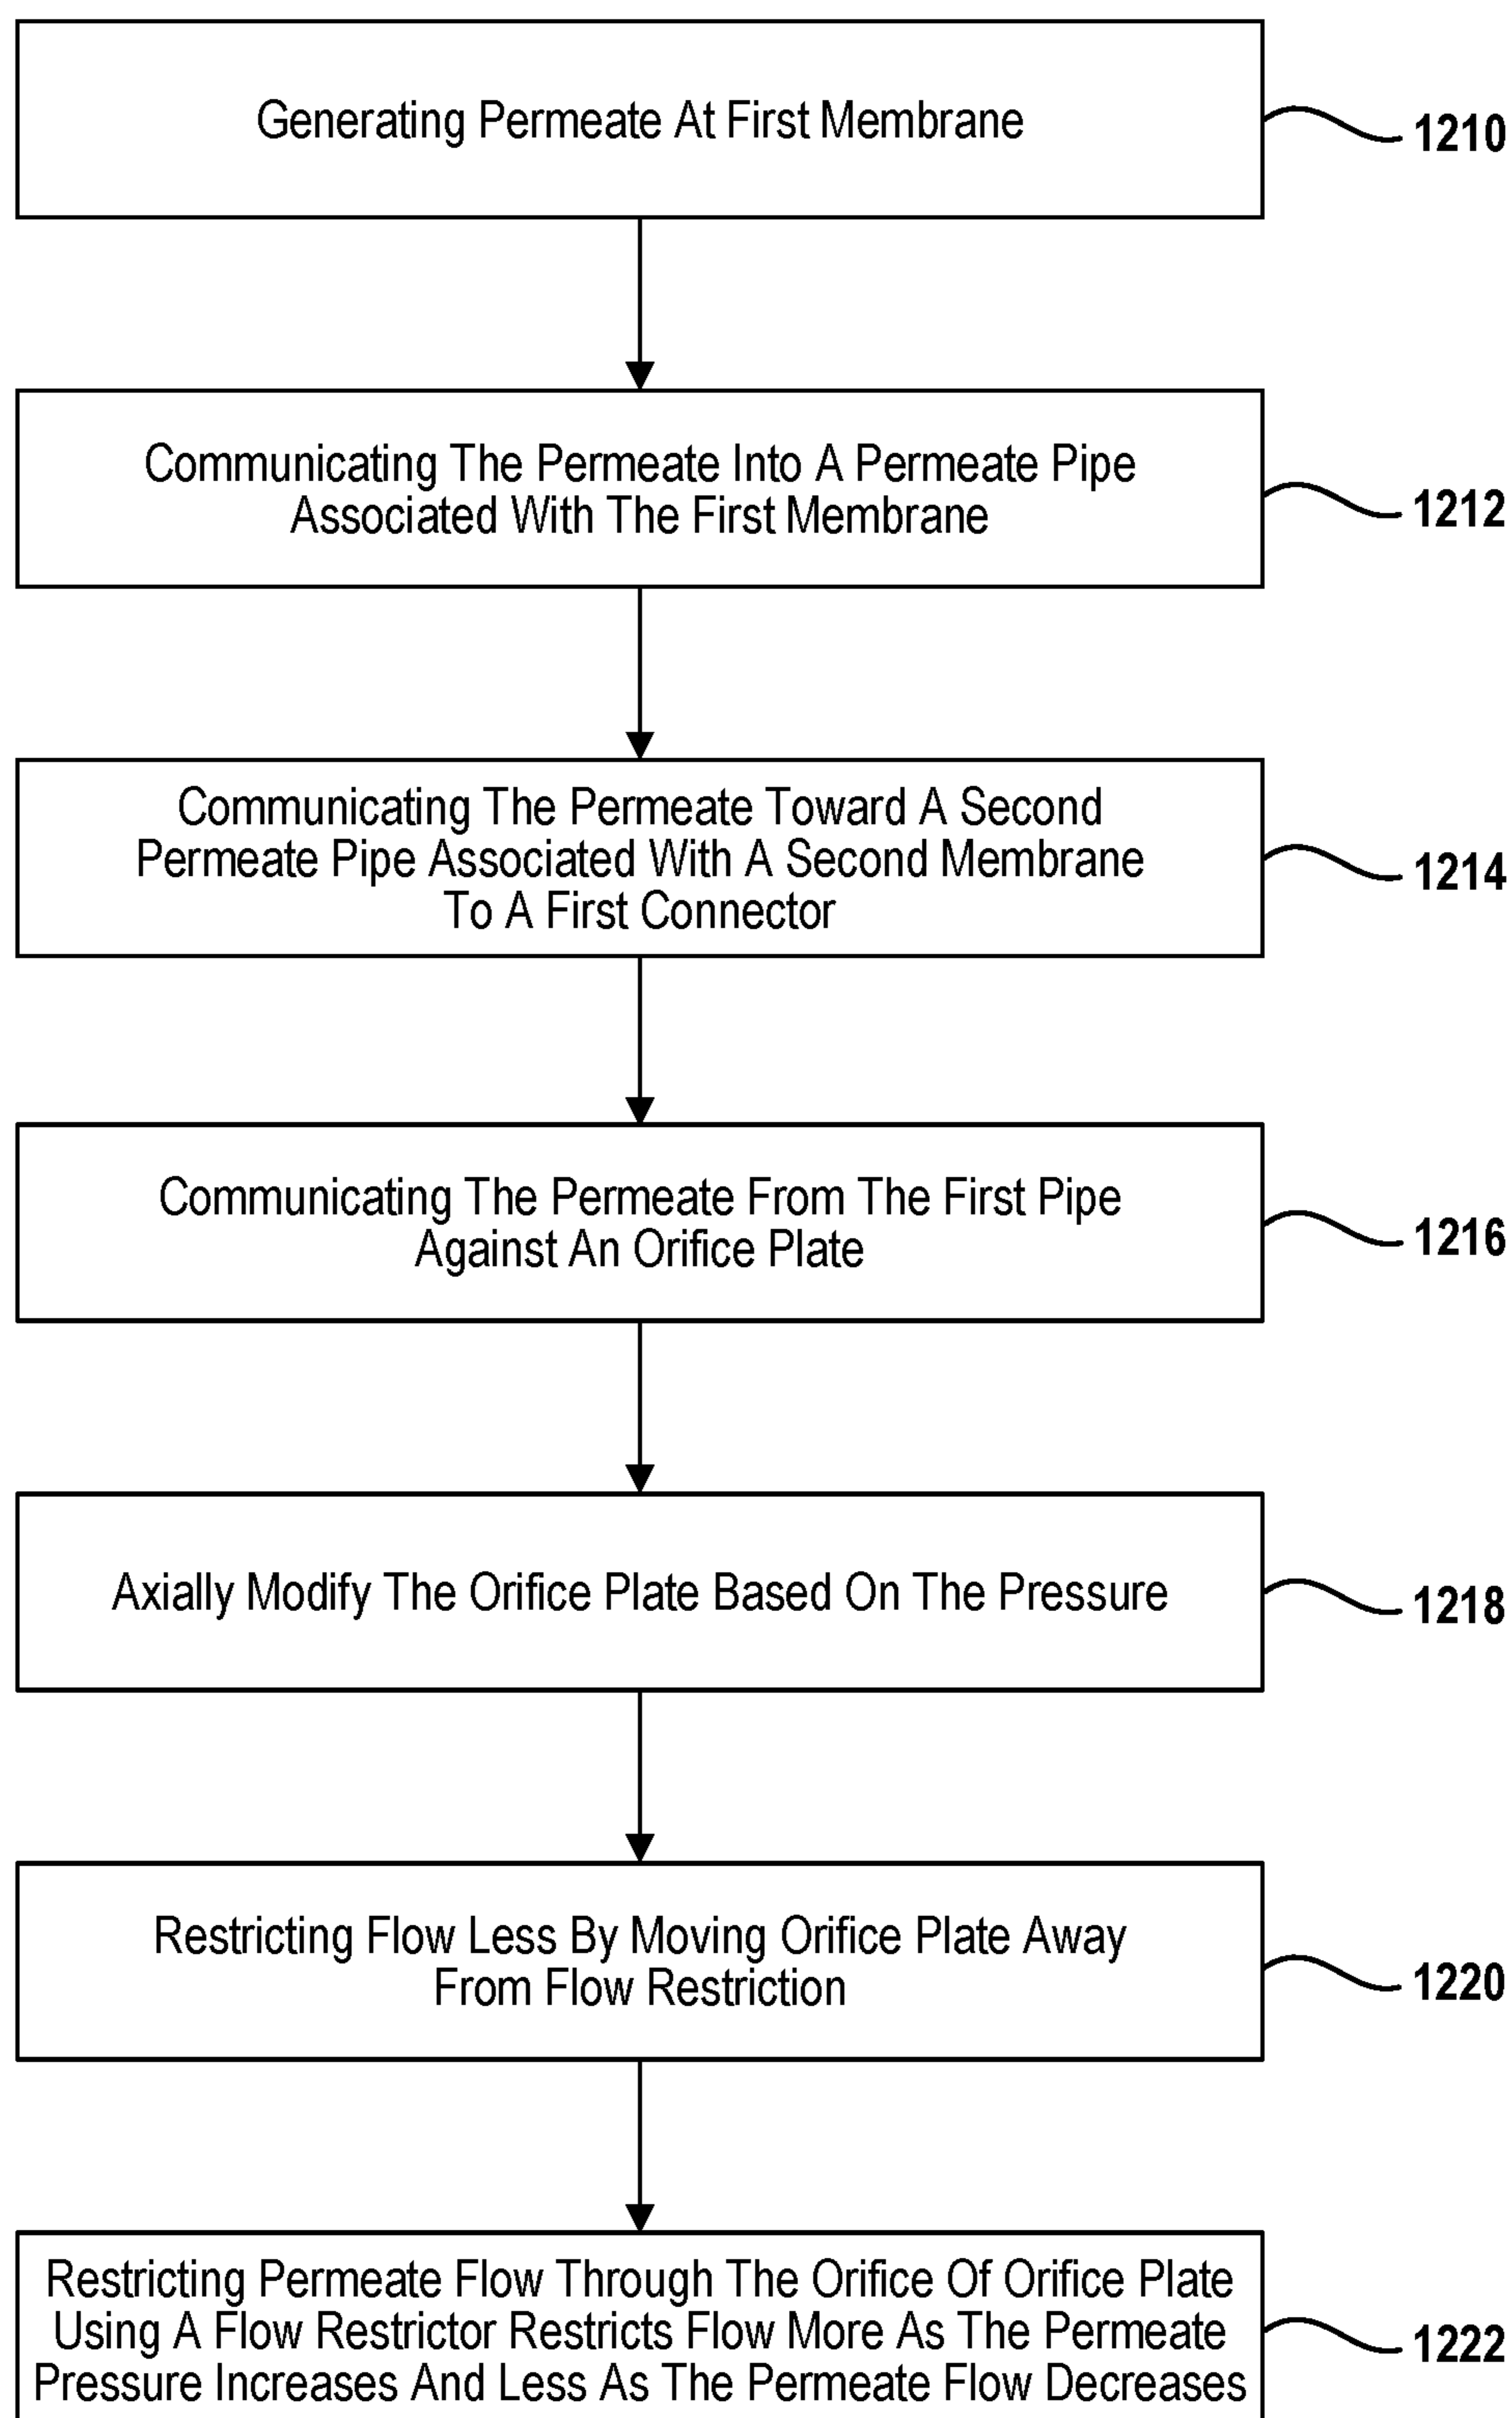 Generating Permeate At First Membrane
1210
Communicating The Permeate Into A Permeate Pipe
Associated With The First Membrane
1212
Communicating The Permeate Toward A Second
Permeate Pipe Associated With A Second Membrane
To A First Connector
1214
Communicating The Permeate From The First Pipe
Against An Orifice Plate
1216
Axially Modify The Orifice Plate Based On The Pressure
1218
Restricting Flow Less By Moving Orifice Plate Away
From Flow Restriction
1220
Restricting Permeate Flow Through The Orifice Of Orifice Plate
Using A Flow Restrictor Restricts Flow More As The Permeate
Pressure Increases And Less As The Permeate Flow Decreases
1222